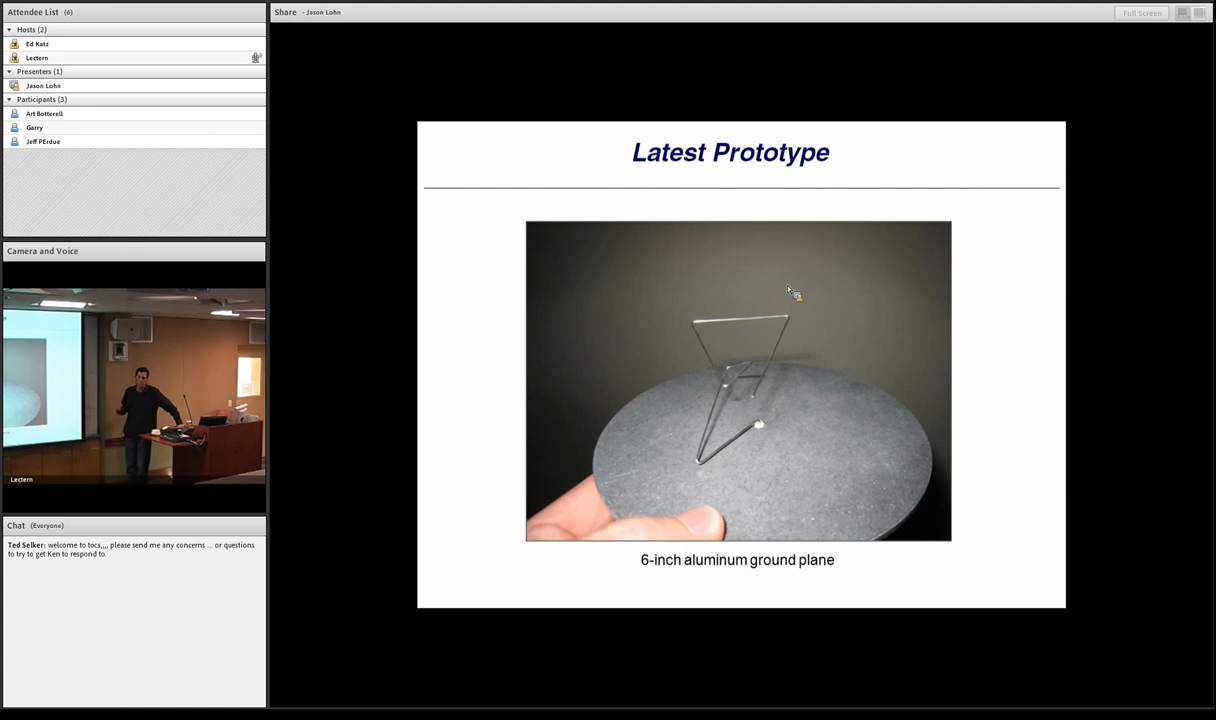 Attendee List (6)
Hosts (2)
Ed Katz
Lectern
Presenters (1)
Jason Lohn
Participants (3)
Art Botterell
Garry
Jeff PErdue
Camera and Voice
Lectern
Chat (Everyone)
Ted Selker: welcome to tocs,,,, please send me any concerns ... or questions
to try to get Ken to respond to.
Share - Jason Lohn
Full Screen
Latest Prototype
6-inch aluminum ground plane